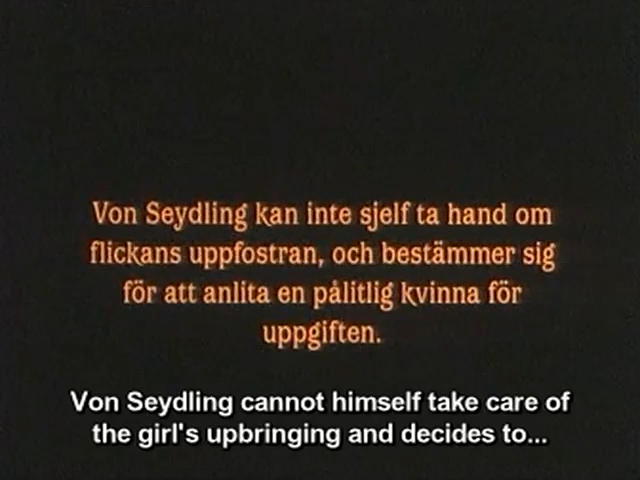 Von Seydling kan inte sjelf ta hand om
flickans uppfostran, och bestämmer sig
för att anlita en pålitlig kvinna för
uppgiften.
Von Seydling cannot himself take care of
the girl's upbringing and decides to...